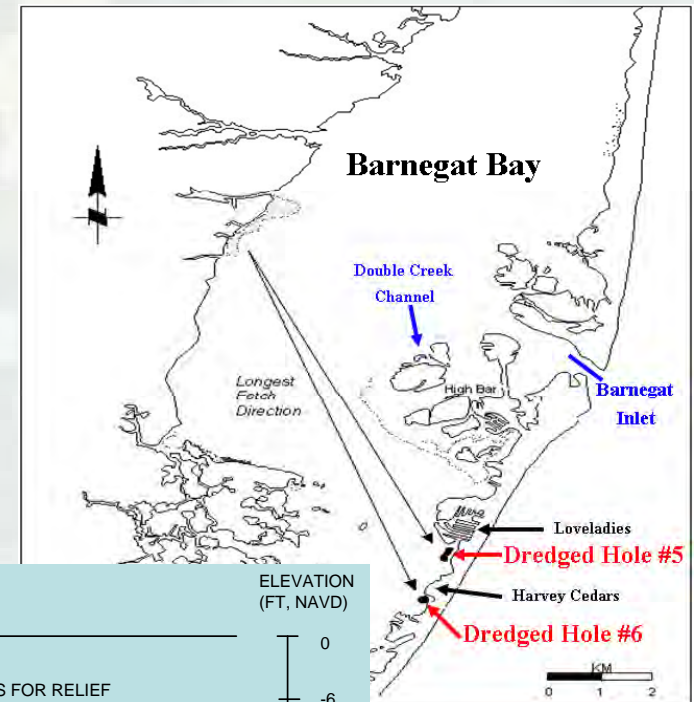 Barnegat Bay
Double Creek
Channel
Longest
Fetch
Direction
High Bar
Barnegat
Inlet
Loveladies
Dredged Hole #5
Harvey Cedars
Dredged Hole #6
KM
0 1 2
ELEVATION
(FT, NAVD)
0
S FOR RELIEF
-6